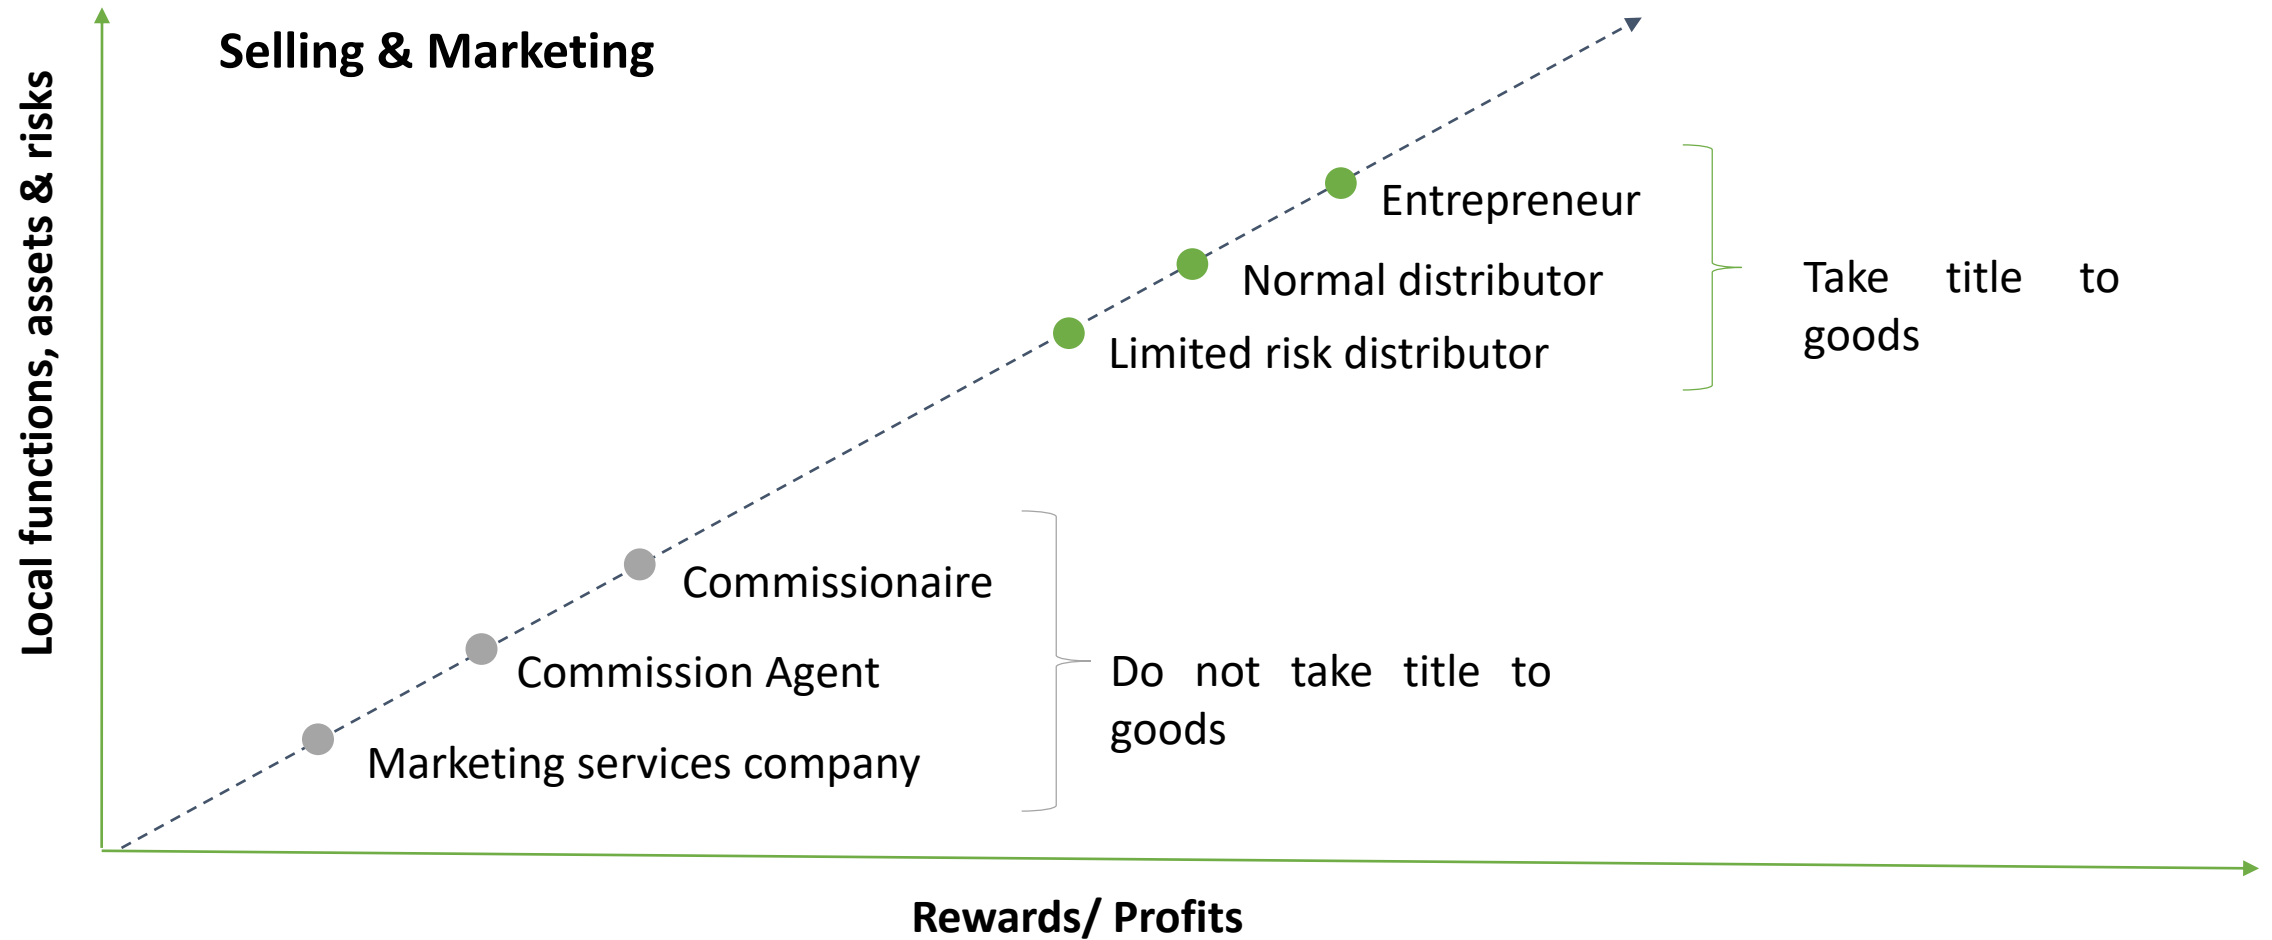 Selling & Marketing
Local functions, assets & risks
Entrepreneur
Normal distributor
Limited risk distributor
Take title to
goods
Commissionaire
Commission Agent
Marketing services company
Do not take title to
goods
Rewards/ Profits